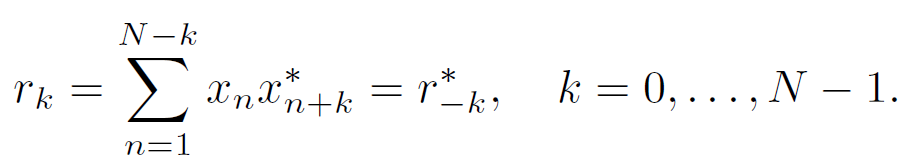 $r_k = \sum_{n=1}^{N-k} x_n x_{n+k}^* = r_{-k}^*, \quad k = 0, \ldots, N-1.$